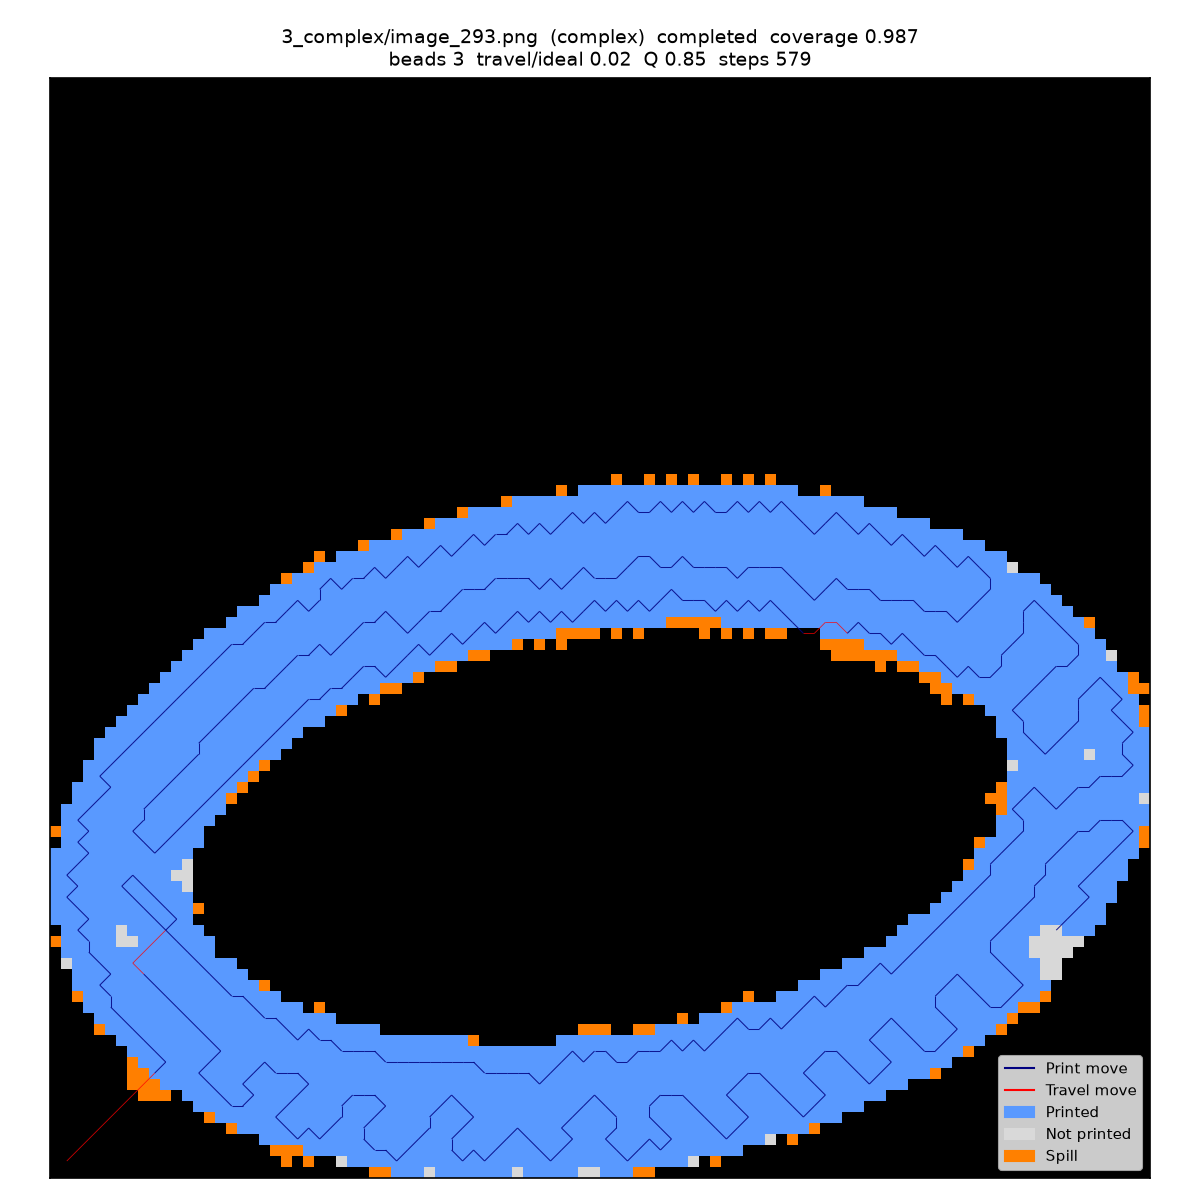 3_complex/image_293.png  (complex)  completed  coverage 0.987
beads 3  travel/ideal 0.02  Q 0.85  steps 579
Print move
Travel move
Printed
Not printed
Spill